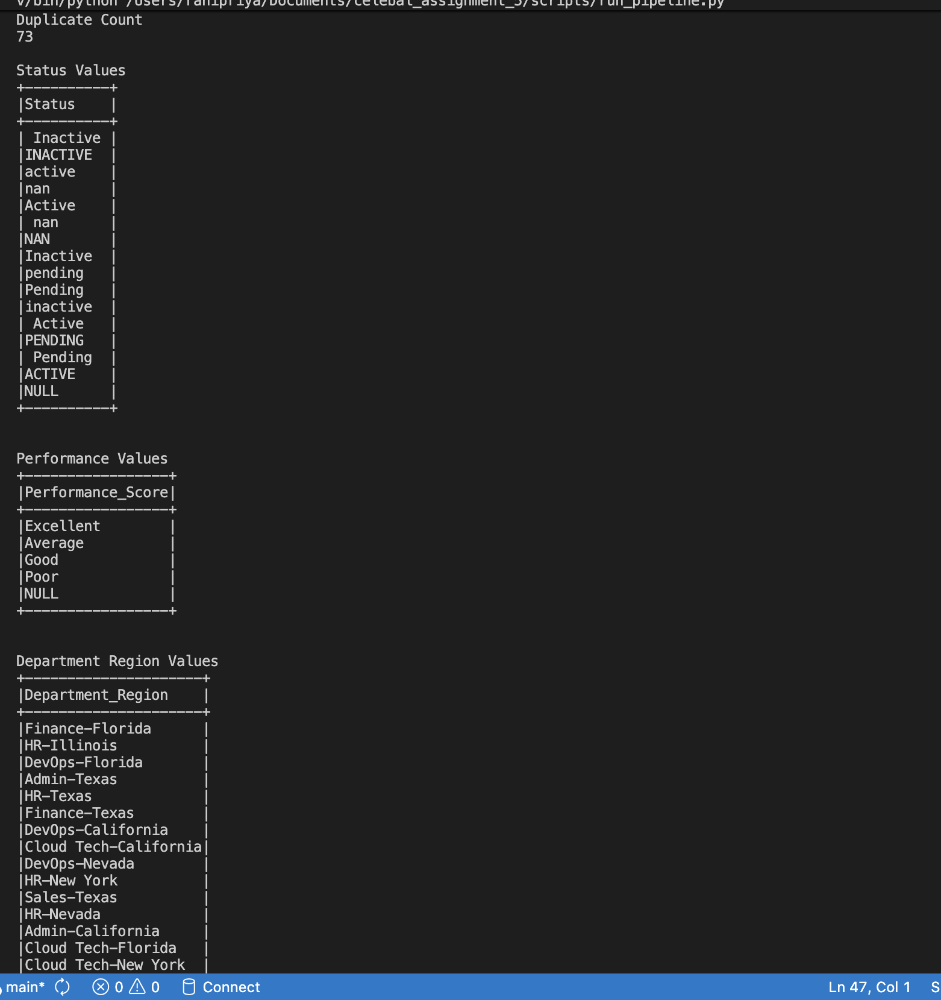 v/bin/python /Users/ranipriya/Documents/celebal_assignment_5/scripts/run_pipeline.py
Duplicate Count
73
Status Values
+----------+
|Status    |
+----------+
| Inactive |
|INACTIVE  |
|active    |
|nan       |
|Active    |
| nan      |
|NAN       |
|Inactive  |
|pending   |
|Pending   |
|inactive  |
| Active   |
|PENDING   |
| Pending  |
|ACTIVE    |
|NULL      |
+----------+
Performance Values
+-----------------+
|Performance_Score|
+-----------------+
|Excellent        |
|Average          |
|Good             |
|Poor             |
|NULL             |
+-----------------+
Department Region Values
+---------------------+
|Department_Region    |
+---------------------+
|Finance-Florida      |
|HR-Illinois          |
|DevOps-Florida       |
|Admin-Texas          |
|HR-Texas             |
|Finance-Texas        |
|DevOps-California    |
|Cloud Tech-California|
|DevOps-Nevada        |
|HR-New York          |
|Sales-Texas          |
|HR-Nevada            |
|Admin-California     |
|Cloud Tech-Florida   |
|Cloud Tech-New York  |
main* 0 0 Connect Ln 47, Col 1 S